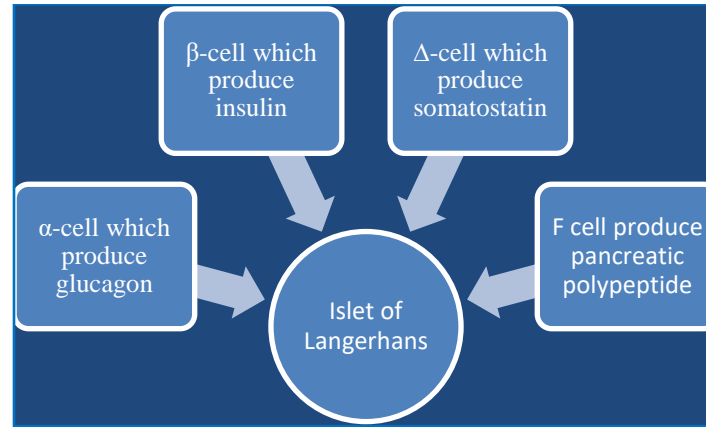 β-cell which
produce
insulin
Δ-cell which
produce
somatostatin
α-cell which
produce
glucagon
F cell produce
pancreatic
polypeptide
Islet of
Langerhans